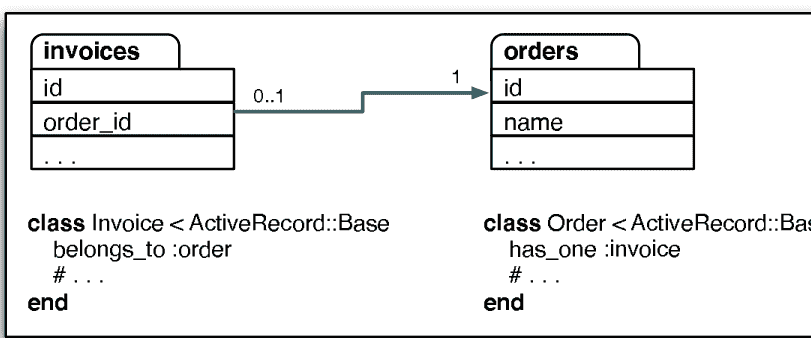 invoices
id
order_id
. . .
0..1
1
orders
id
name
. . .
class Invoice < ActiveRecord::Base
belongs_to :order
# . . .
end
class Order < ActiveRecord::Bas
has_one :invoice
# . . .
end